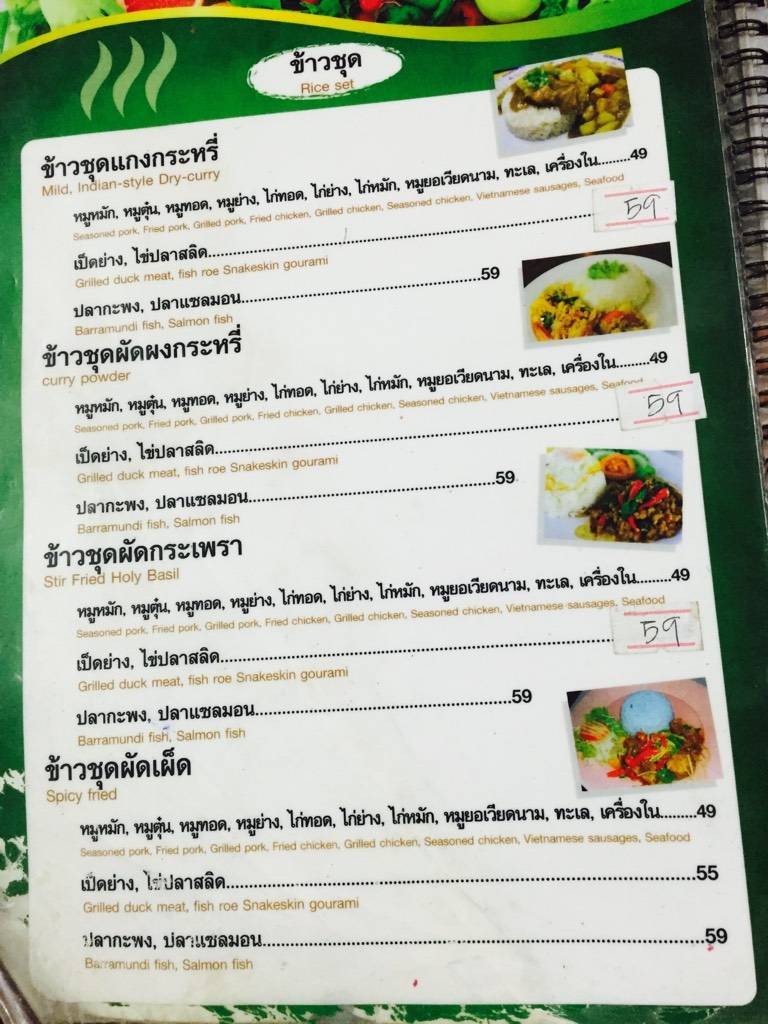 ข้าวชุด
Rice set
ข้าวชุดแกงกระหรี่
Mild, Indian-style Dry-curry
หมูหมัก, หมูตุ๋น, หมูทอด, หมูย่าง, ไก่ทอด, ไก่ย่าง, ไก่หมัก, หมูยอเวียดนาม, ทะเล, เครื่องใน.........49
Seasoned pork, Fried pork, Grilled pork, Fried chicken, Grilled chicken, Seasoned chicken, Vietnamese sausages, Seafood
เป็ดย่าง, ไข่ปลาสลิด.......... 59
Grilled duck meat, fish roe Snakeskin gourami
ปลากะพง, ปลาแซลมอน..........59
Barramundi fish, Salmon fish
ข้าวชุดผัดผงกระหรี่
curry powder
หมูหมัก, หมูตุ๋น, หมูทอด, หมูย่าง, ไก่ทอด, ไก่ย่าง, ไก่หมัก, หมูยอเวียดนาม, ทะเล, เครื่องใน.........49
Seasoned pork, Fried pork, Grilled pork, Fried chicken, Grilled chicken, Seasoned chicken, Vietnamese sausages, Seafood
เป็ดย่าง, ไข่ปลาสลิด.......... 59
Grilled duck meat, fish roe Snakeskin gourami
ปลากะพง, ปลาแซลมอน..........59
Barramundi fish, Salmon fish
ข้าวชุดผัดกระเพรา
Stir Fried Holy Basil
หมูหมัก, หมูตุ๋น, หมูทอด, หมูย่าง, ไก่ทอด, ไก่ย่าง, ไก่หมัก, หมูยอเวียดนาม, ทะเล, เครื่องใน.........49
Seasoned pork, Fried pork, Grilled pork, Fried chicken, Grilled chicken, Seasoned chicken, Vietnamese sausages, Seafood
เป็ดย่าง, ไข่ปลาสลิด.......... 59
Grilled duck meat, fish roe Snakeskin gourami
ปลากะพง, ปลาแซลมอน..........59
Barramundi fish, Salmon fish
ข้าวชุดผัดเผ็ด
Spicy fried
หมูหมัก, หมูตุ๋น, หมูทอด, หมูย่าง, ไก่ทอด, ไก่ย่าง, ไก่หมัก, หมูยอเวียดนาม, ทะเล, เครื่องใน.........49
Seasoned pork, Fried pork, Grilled pork, Fried chicken, Grilled chicken, Seasoned chicken, Vietnamese sausages, Seafood
เป็ดย่าง, ไข่ปลาสลิด..........55
Grilled duck meat, fish roe Snakeskin gourami
ปลากะพง, ปลาแซลมอน..........59
Barramundi fish, Salmon fish